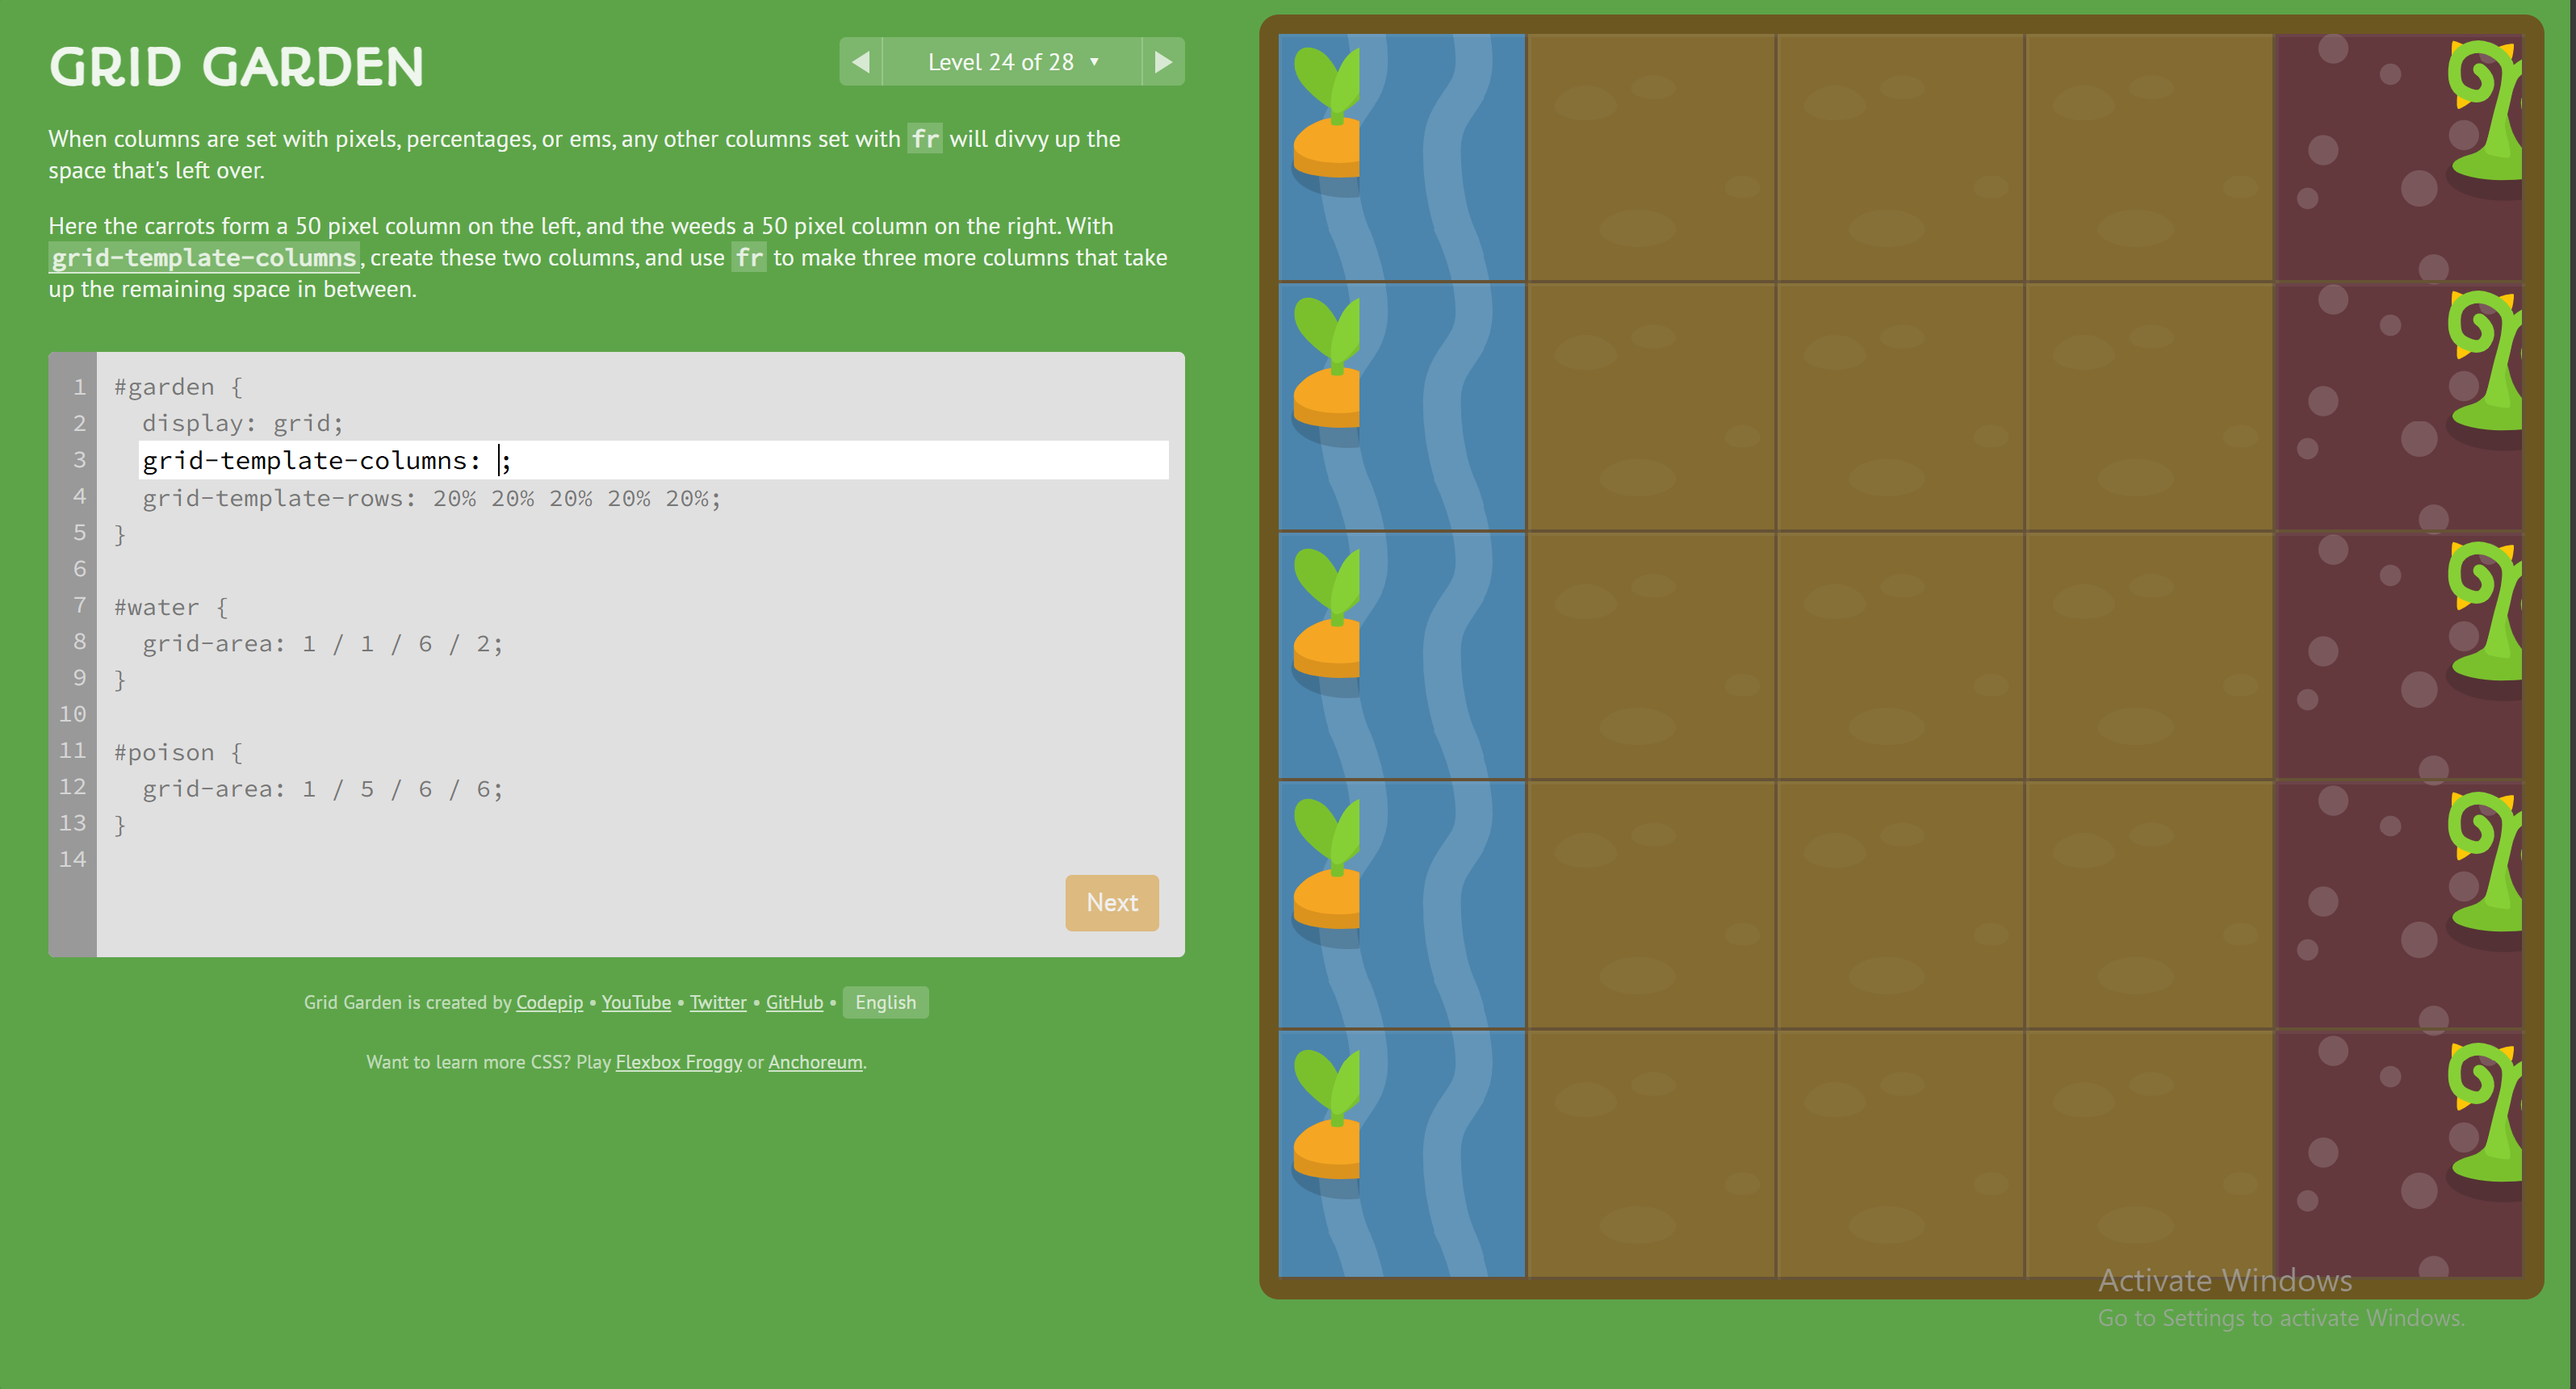 GRID GARDEN
◀ Level 24 of 28 ▼ ▶
When columns are set with pixels, percentages, or ems, any other columns set with fr will divvy up the
space that's left over.
Here the carrots form a 50 pixel column on the left, and the weeds a 50 pixel column on the right. With
grid-template-columns, create these two columns, and use fr to make three more columns that take
up the remaining space in between.
1 #garden {
2   display: grid;
3   grid-template-columns: ;
4   grid-template-rows: 20% 20% 20% 20% 20%;
5 }
6
7 #water {
8   grid-area: 1 / 1 / 6 / 2;
9 }
10
11 #poison {
12   grid-area: 1 / 5 / 6 / 6;
13 }
14
Next
Grid Garden is created by Codepip • YouTube • Twitter • GitHub • English
Want to learn more CSS? Play Flexbox Froggy or Anchoreum.
Activate Windows
Go to Settings to activate Windows.